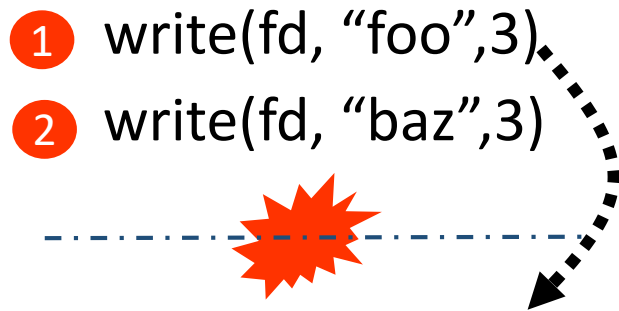 1 write(fd, “foo”,3)
2 write(fd, “baz”,3)